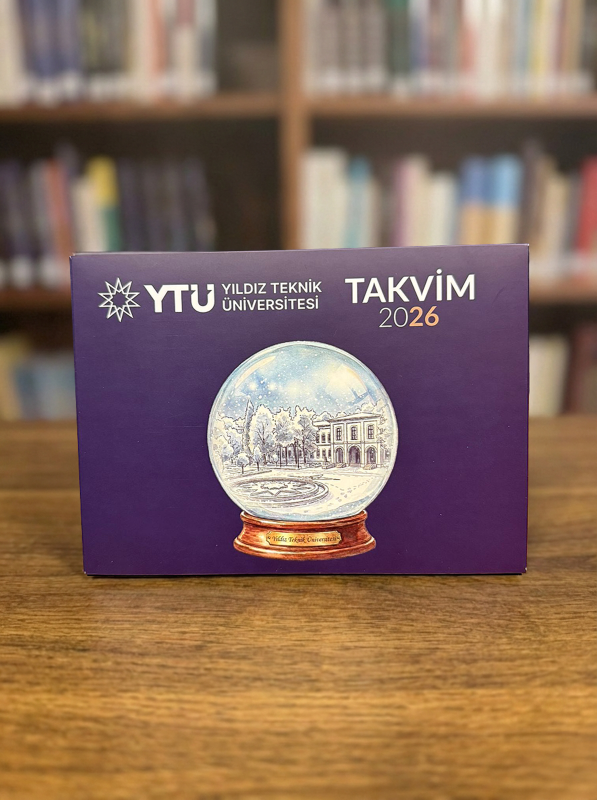 YTÜ
YILDIZ TEKNİK
ÜNİVERSİTESİ
TAKVİM
2026
Yıldız Teknik Üniversitesi